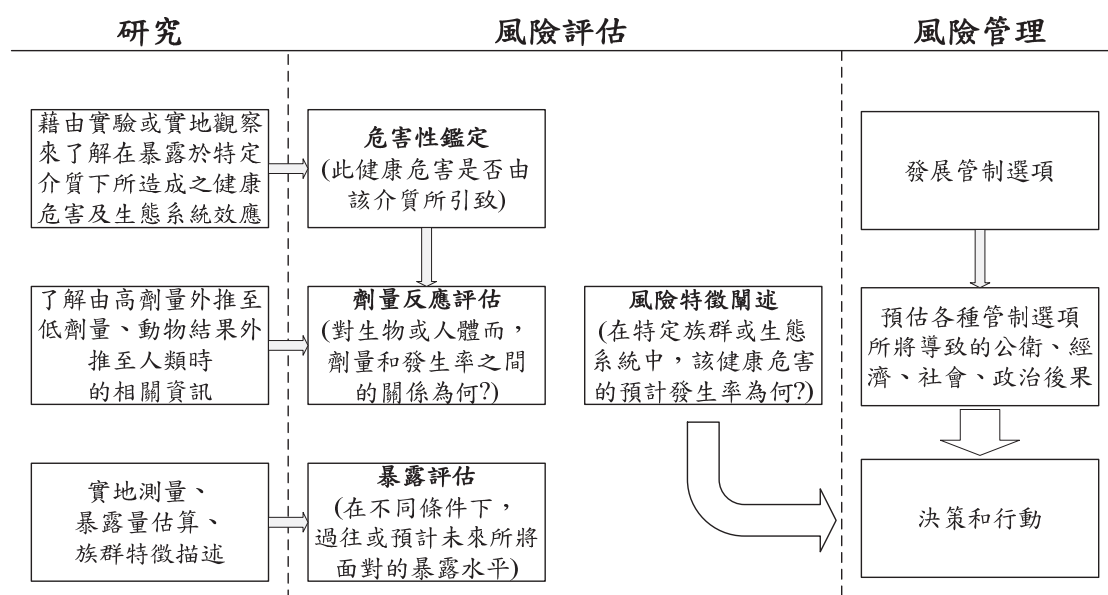 研究
風險評估
風險管理
藉由實驗或實地觀察
來了解在暴露於特定
介質下所造成之健康
危害及生態系統效應
危害性鑑定
(此健康危害是否由
該介質所引致)
發展管制選項
了解由高劑量外推至
低劑量、動物結果外
推至人類時
的相關資訊
劑量反應評估
(對生物或人體而，
劑量和發生率之間
的關係為何?)
風險特徵闡述
(在特定族群或生態
系統中，該健康危害
的預計發生率為何?)
預估各種管制選項
所將導致的公衛、經
濟、社會、政治後果
實地測量、
暴露量估算、
族群特徵描述
暴露評估
(在不同條件下，
過往或預計未來所將
面對的暴露水平)
決策和行動